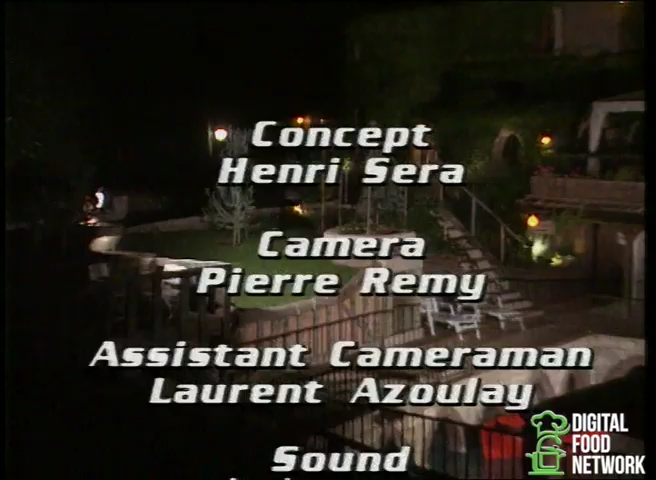 Concept
Henri Sera
Camera
Pierre Remy
Assistant Cameraman
Laurent Azoulay
Sound
DIGITAL
FOOD
NETWORK